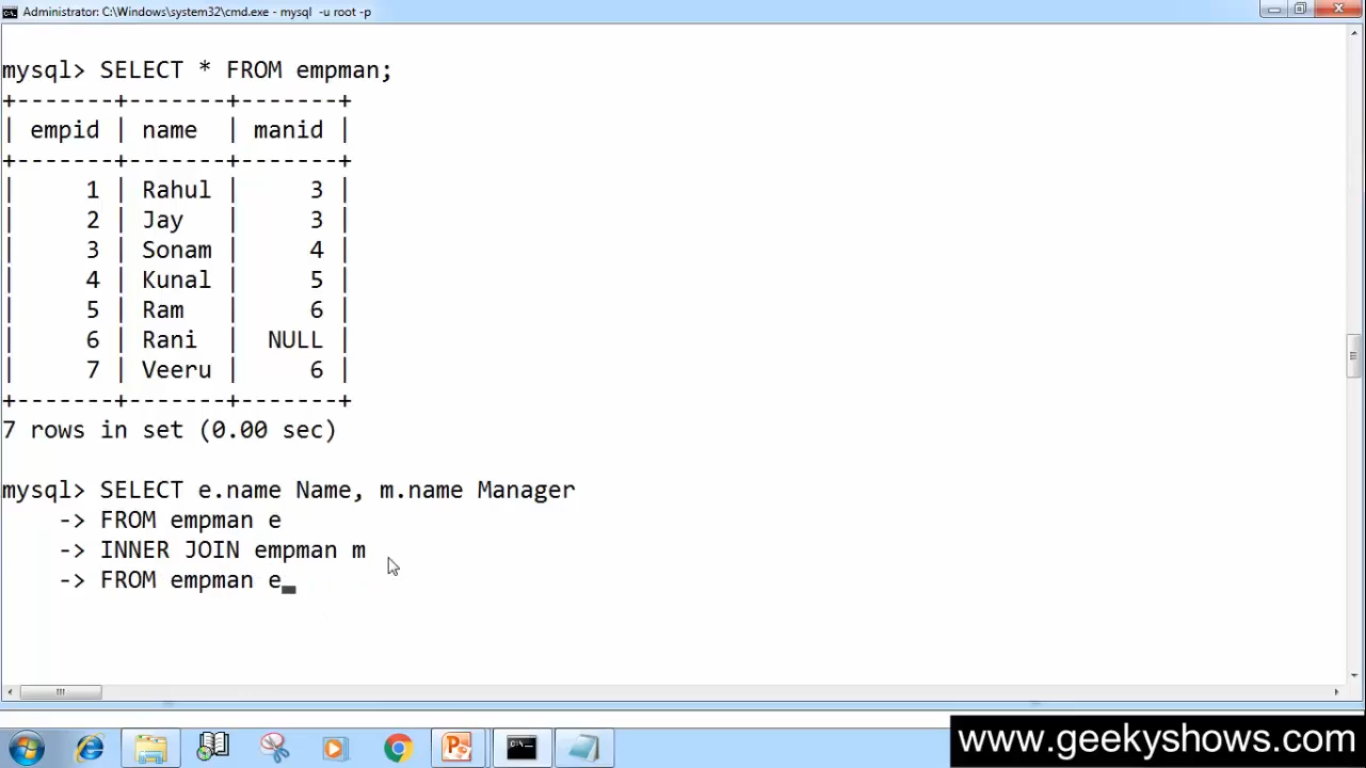 Administrator: C:\Windows\system32\cmd.exe - mysql -u root -p
mysql> SELECT * FROM empman;
+-------+-------+-------+
| empid | name  | manid |
+-------+-------+-------+
|     1 | Rahul |     3 |
|     2 | Jay   |     3 |
|     3 | Sonam |     4 |
|     4 | Kunal |     5 |
|     5 | Ram   |     6 |
|     6 | Rani  |  NULL |
|     7 | Veeru |     6 |
+-------+-------+-------+
7 rows in set (0.00 sec)
mysql> SELECT e.name Name, m.name Manager
    -> FROM empman e
    -> INNER JOIN empman m
    -> FROM empman e_
www.geekyshows.com